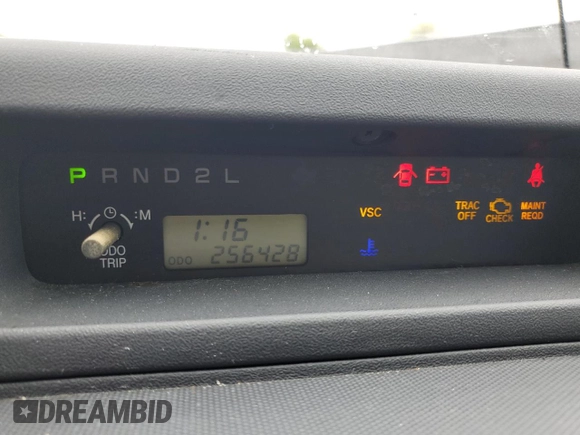 P R N D 2 L
H: :M
ODO
TRIP
1:16
ODO 256428
VSC
TRAC
OFF
CHECK
MAINT
REQD
DREAMBID